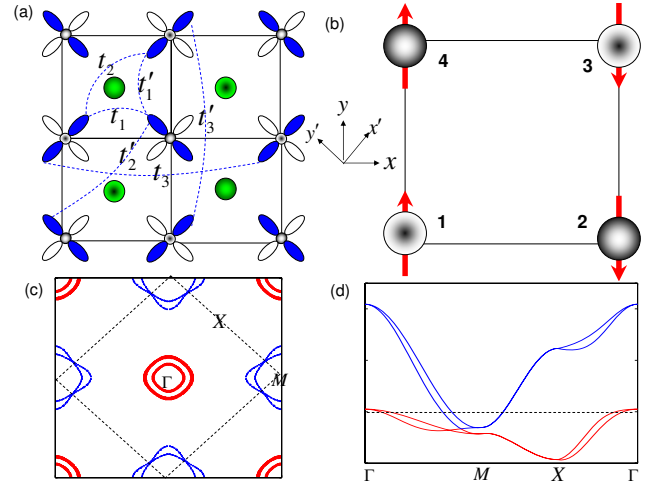 (a)
t₂
t₁′
t₁
t₃′
t₂′
t₃
(b)
4
3
y
y′
x′
x
1
2
(c)
X
Γ
M
(d)
Γ
M
X
Γ